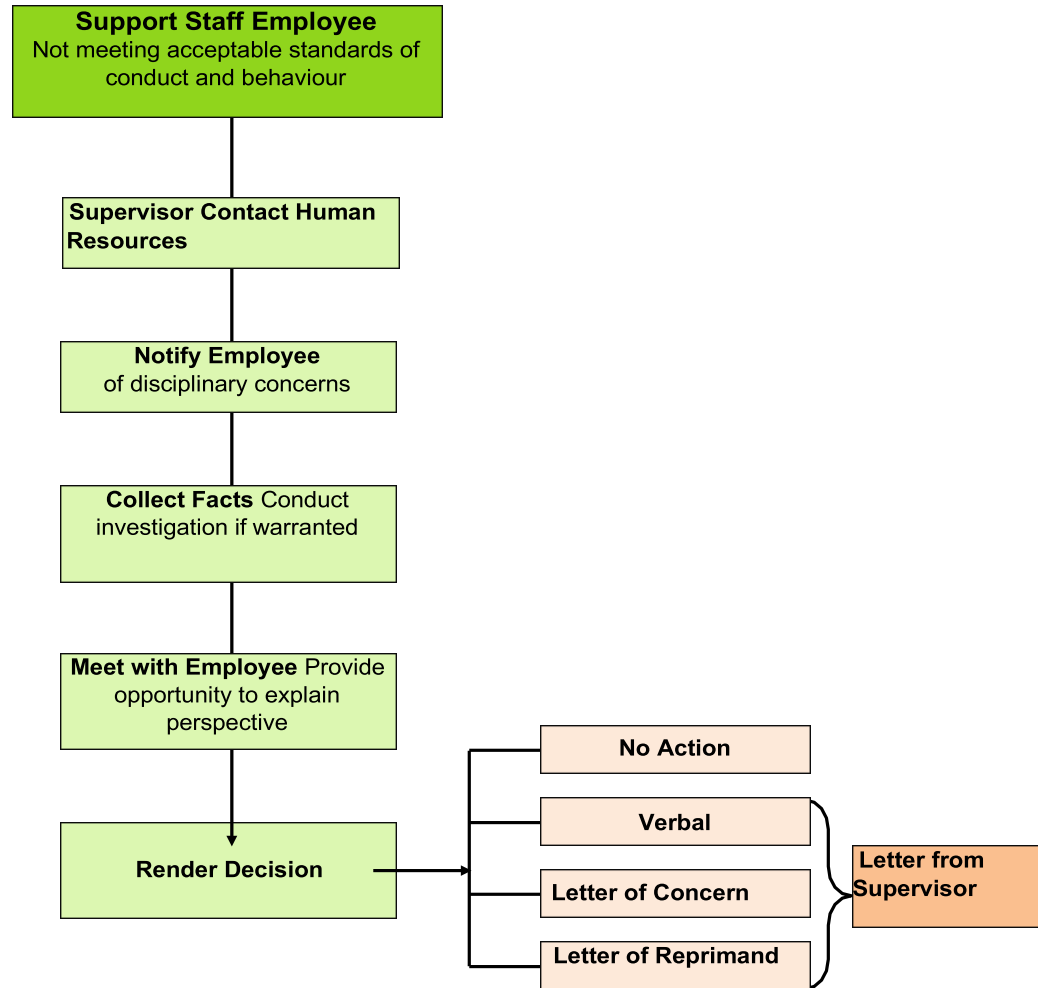 Support Staff Employee
Not meeting acceptable standards of
conduct and behaviour
Supervisor Contact Human
Resources
Notify Employee
of disciplinary concerns
Collect Facts Conduct
investigation if warranted
Meet with Employee Provide
opportunity to explain
perspective
Render Decision
No Action
Verbal
Letter of Concern
Letter of Reprimand
Letter from
Supervisor